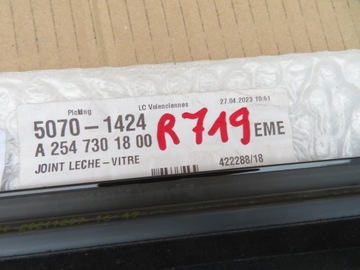 Picking LC Valenciennes 27.04.2023 10:51
5070-1424 R719 EME
A 254 730 18 00
JOINT LECHE-VITRE 422288/18